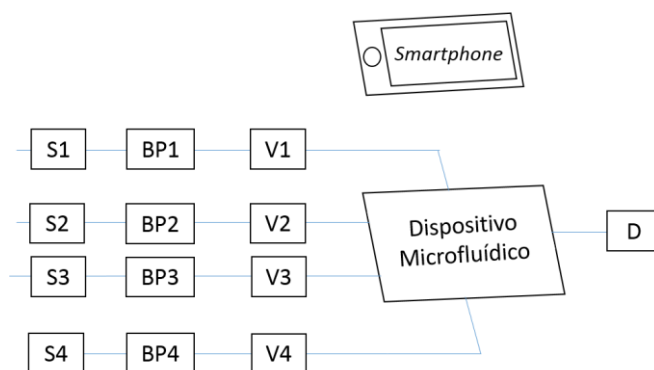 Smartphone
S1 BP1 V1
S2 BP2 V2
Dispositivo
Microfluídico
D
S3 BP3 V3
S4 BP4 V4